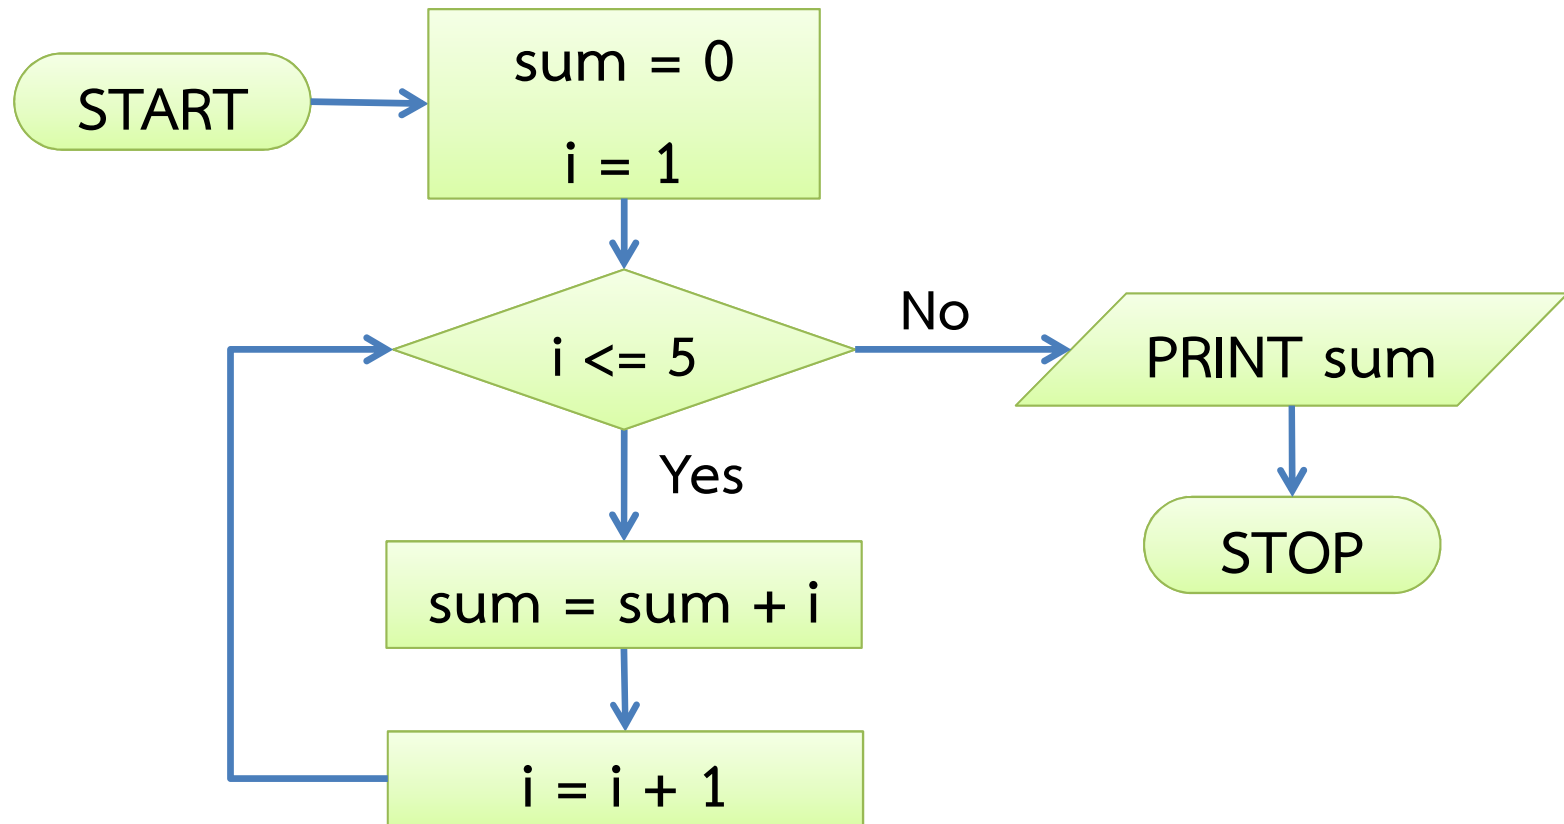 START
sum = 0
i = 1
i <= 5
No
PRINT sum
Yes
STOP
sum = sum + i
i = i + 1